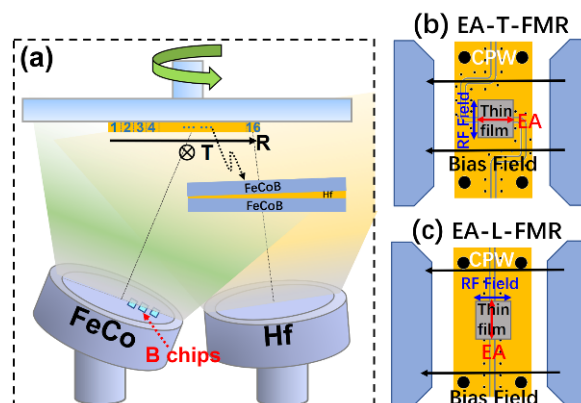 (a)
1 2 3 4 ... ... 16
T
R
FeCoB
Hf
FeCoB
FeCo
B chips
Hf
(b)
EA-T-FMR
CPW
RF Field
Thin
film
EA
Bias Field
(c)
EA-L-FMR
CPW
RF field
Thin
film
EA
Bias Field